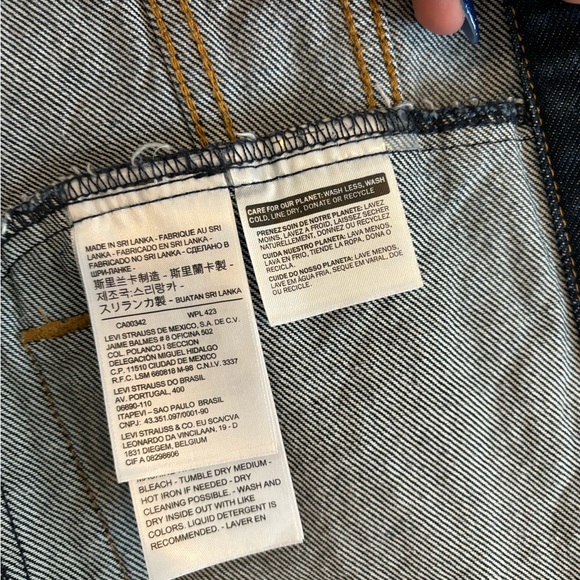 MADE IN SRI LANKA - FABRIQUE AU SRI
LANKA - FABRICADO EN SRI LANKA -
FABRICADO NO SRI LANKA - СДЕЛАНО В
ШРИ-ЛАНКЕ -
斯里兰卡制造 - 斯里蘭卡製 -
제조국:스리랑카 -
スリランカ製 - BUATAN SRI LANKA
CA00342 WPL 423
LEVI STRAUSS DE MEXICO, S.A. DE C.V.
JAIME BALMES # 8 OFICINA 502
COL. POLANCO I SECCION
DELEGACIÓN MIGUEL HIDALGO
C.P. 11510 CIUDAD DE MEXICO
R.F.C. LSM 660818 M-98 C.N.I.V. 3337
LEVI STRAUSS DO BRASIL
AV. PORTUGAL, 400
06690-110
ITAPEVI – SAO PAULO BRASIL
CNPJ: 43.351.097/0001-90
LEVI STRAUSS & CO. EU SCA/CVA
LEONARDO DA VINCILAAN, 19 - D
1831 DIEGEM, BELGIUM
CIF A 08298606
BLEACH - TUMBLE DRY MEDIUM -
HOT IRON IF NEEDED - DRY
CLEANING POSSIBLE. - WASH AND
DRY INSIDE OUT WITH LIKE
COLORS. LIQUID DETERGENT IS
RECOMMENDED. - LAVER EN
CARE FOR OUR PLANET: WASH LESS, WASH
COLD, LINE DRY, DONATE OR RECYCLE
PRENEZ SOIN DE NOTRE PLANETE: LAVEZ
MOINS, LAVEZ A FROID, LAISSEZ SECHER
NATURELLEMENT, DONNEZ OU RECYCLEZ
CUIDA NUESTRO PLANETA: LAVA MENOS,
LAVA EN FRIO, TIENDE LA ROPA, DONA O
RECICLA.
CUIDE DO NOSSO PLANETA: LAVE MENOS,
LAVE EM ÁGUA FRIA, SEQUE EM VARAL, DOE
OU RECICLE.